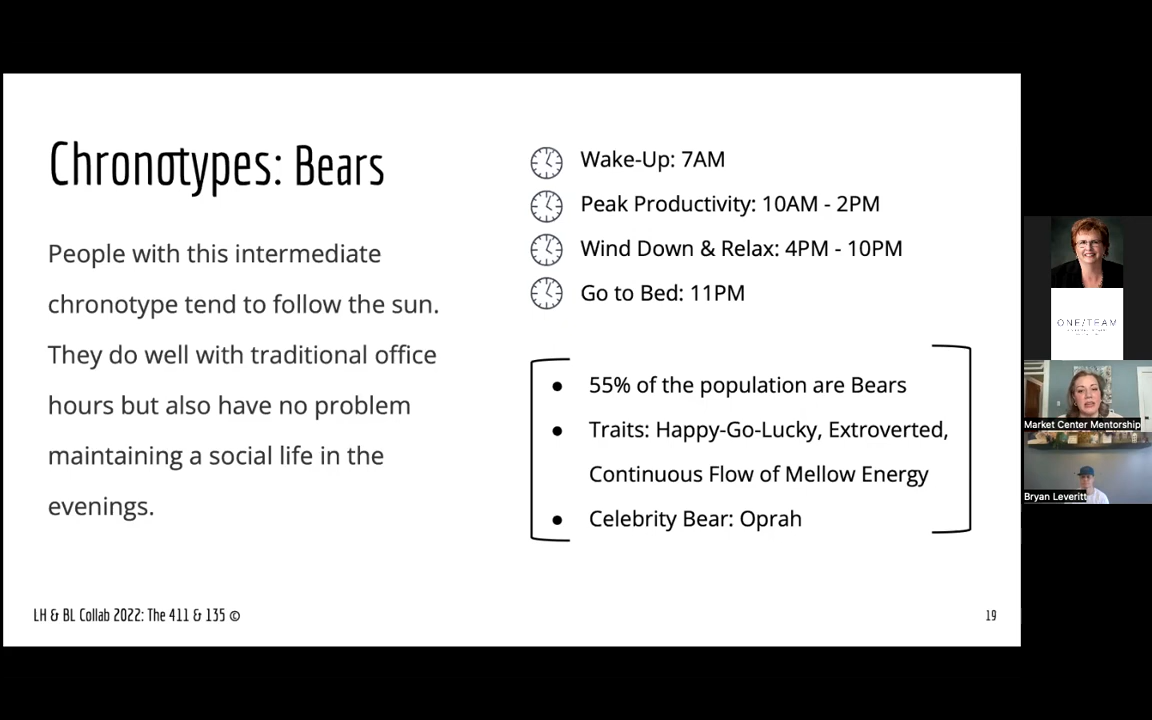 Chronotypes: Bears
People with this intermediate
chronotype tend to follow the sun.
They do well with traditional office
hours but also have no problem
maintaining a social life in the
evenings.
Wake-Up: 7AM
Peak Productivity: 10AM - 2PM
Wind Down & Relax: 4PM - 10PM
Go to Bed: 11PM
● 55% of the population are Bears
● Traits: Happy-Go-Lucky, Extroverted,
Continuous Flow of Mellow Energy
● Celebrity Bear: Oprah
LH & BL Collab 2022: The 411 & 135 ©
19
ONE/TEAM
Market Center Mentorship
Bryan Leveritt